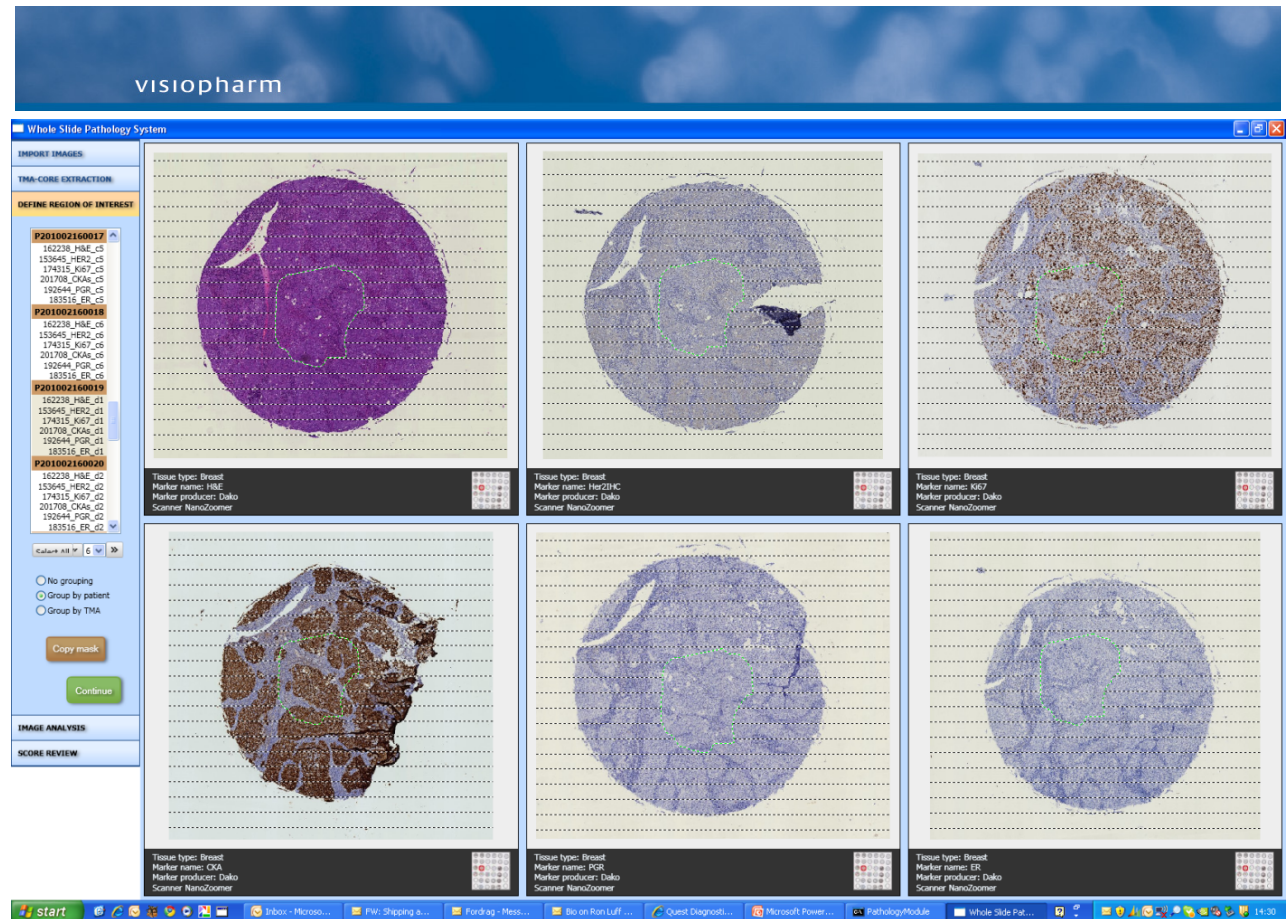 visiopharm
Whole Slide Pathology System
IMPORT IMAGES
TMA-CORE EXTRACTION
DEFINE REGION OF INTEREST
P201002160017
162238_H&E_c5
153645_HER2_c5
174315_Ki67_c5
201708_CKAs_c5
192644_PGR_c5
183516_ER_c5
P201002160018
162238_H&E_c6
153645_HER2_c6
174315_Ki67_c6
201708_CKAs_c6
192644_PGR_c6
183516_ER_c6
P201002160019
162238_H&E_d1
153645_HER2_d1
174315_Ki67_d1
201708_CKAs_d1
192644_PGR_d1
183516_ER_d1
P201002160020
162238_H&E_d2
153645_HER2_d2
174315_Ki67_d2
201708_CKAs_d2
192644_PGR_d2
183516_ER_d2
Select All 6
No grouping
Group by patient
Group by TMA
Copy mask
Continue
IMAGE ANALYSIS
SCORE REVIEW
Tissue type: Breast
Marker name: H&E
Marker producer: Dako
Scanner NanoZoomer
Tissue type: Breast
Marker name: Her2IHC
Marker producer: Dako
Scanner NanoZoomer
Tissue type: Breast
Marker name: Ki67
Marker producer: Dako
Scanner NanoZoomer
Tissue type: Breast
Marker name: CKA
Marker producer: Dako
Scanner NanoZoomer
Tissue type: Breast
Marker name: PGR
Marker producer: Dako
Scanner NanoZoomer
Tissue type: Breast
Marker name: ER
Marker producer: Dako
Scanner NanoZoomer
start
Inbox - Microso...
FW: Shipping a...
Fordrag - Mess...
Bio on Ron Luff ...
Quest Diagnosti...
Microsoft Power...
PathologyModule
Whole Slide Pat...
14:30